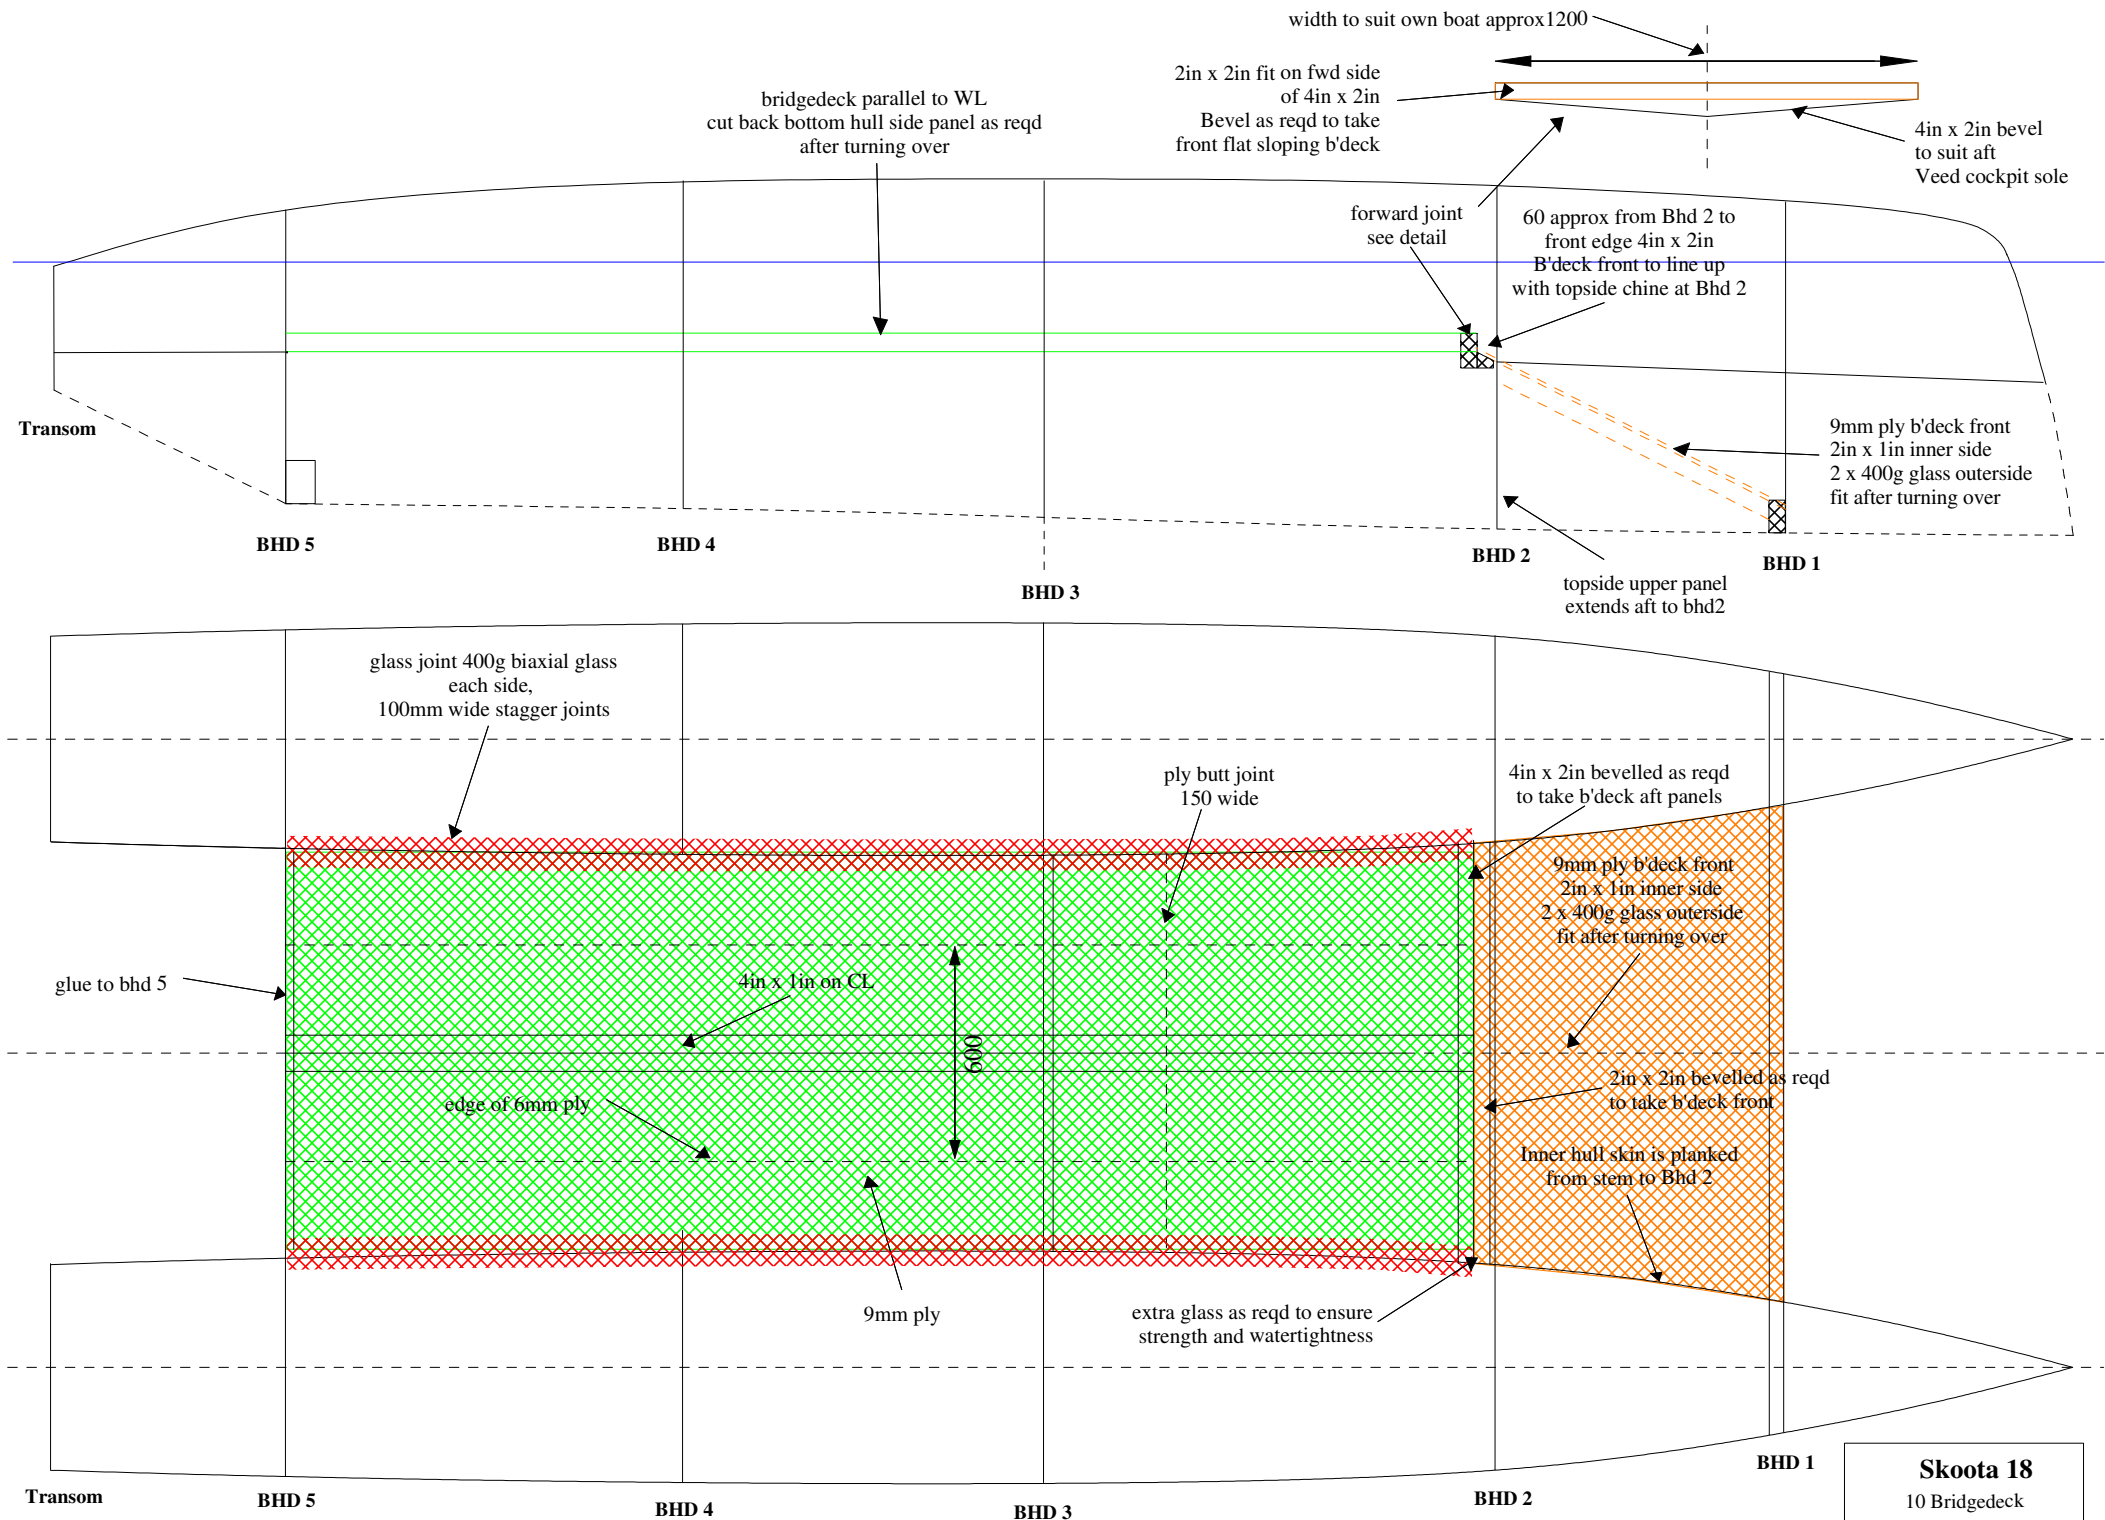 width to suit own boat approx1200
2in x 2in fit on fwd side
of 4in x 2in
Bevel as reqd to take
front flat sloping b'deck
bridgedeck parallel to WL
cut back bottom hull side panel as reqd
after turning over
4in x 2in bevel
to suit aft
Veed cockpit sole
forward joint
see detail
60 approx from Bhd 2 to
front edge 4in x 2in
B'deck front to line up
with topside chine at Bhd 2
Transom
9mm ply b'deck front
2in x 1in inner side
2 x 400g glass outerside
fit after turning over
BHD 5
BHD 4
BHD 3
BHD 2
BHD 1
topside upper panel
extends aft to bhd2
glass joint 400g biaxial glass
each side,
100mm wide stagger joints
ply butt joint
150 wide
4in x 2in bevelled as reqd
to take b'deck aft panels
9mm ply b'deck front
2in x 1in inner side
2 x 400g glass outerside
fit after turning over
glue to bhd 5
4in x 1in on CL
600
edge of 6mm ply
2in x 2in bevelled as reqd
to take b'deck front
Inner hull skin is planked
from stem to Bhd 2
9mm ply
extra glass as reqd to ensure
strength and watertightness
Transom
BHD 5
BHD 4
BHD 3
BHD 2
BHD 1
Skoota 18
10 Bridgedeck